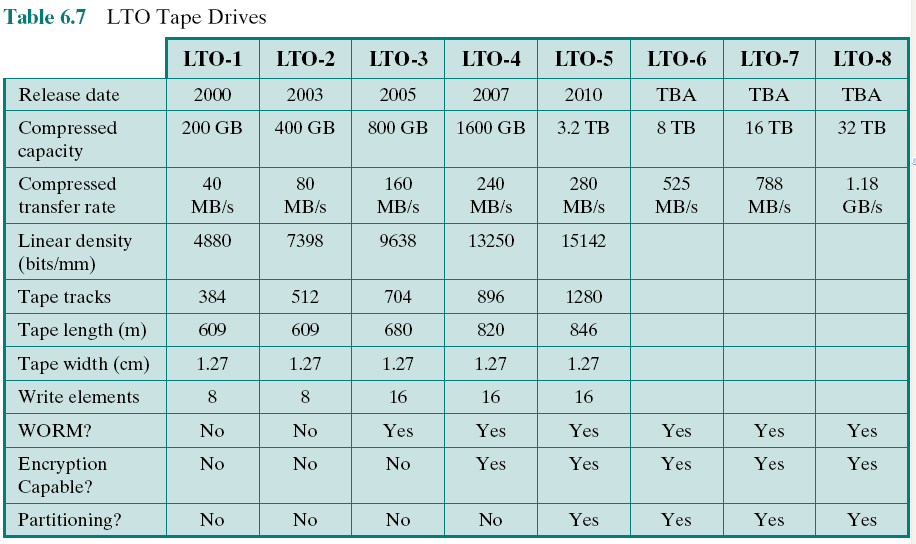 Table 6.7 LTO Tape Drives
LTO-1 LTO-2 LTO-3 LTO-4 LTO-5 LTO-6 LTO-7 LTO-8
Release date 2000 2003 2005 2007 2010 TBA TBA TBA
Compressed 200 GB 400 GB 800 GB 1600 GB 3.2 TB 8 TB 16 TB 32 TB
capacity
Compressed 40 80 160 240 280 525 788 1.18
transfer rate MB/s MB/s MB/s MB/s MB/s MB/s MB/s GB/s
Linear density 4880 7398 9638 13250 15142
(bits/mm)
Tape tracks 384 512 704 896 1280
Tape length (m) 609 609 680 820 846
Tape width (cm) 1.27 1.27 1.27 1.27 1.27
Write elements 8 8 16 16 16
WORM? No No Yes Yes Yes Yes Yes Yes
Encryption No No No Yes Yes Yes Yes Yes
Capable?
Partitioning? No No No No Yes Yes Yes Yes